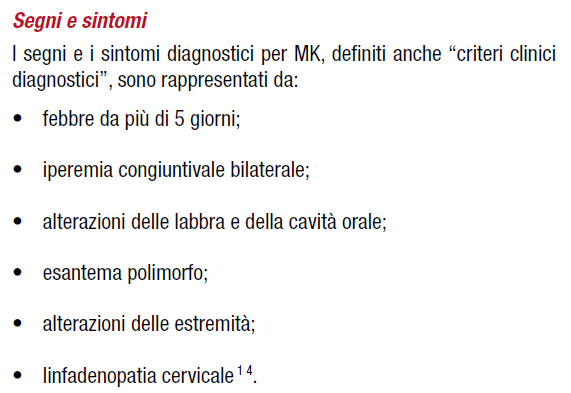 Segni e sintomi
I segni e i sintomi diagnostici per MK, definiti anche “criteri clinici
diagnostici”, sono rappresentati da:
• febbre da più di 5 giorni;
• iperemia congiuntivale bilaterale;
• alterazioni delle labbra e della cavità orale;
• esantema polimorfo;
• alterazioni delle estremità;
• linfadenopatia cervicale 1 4.